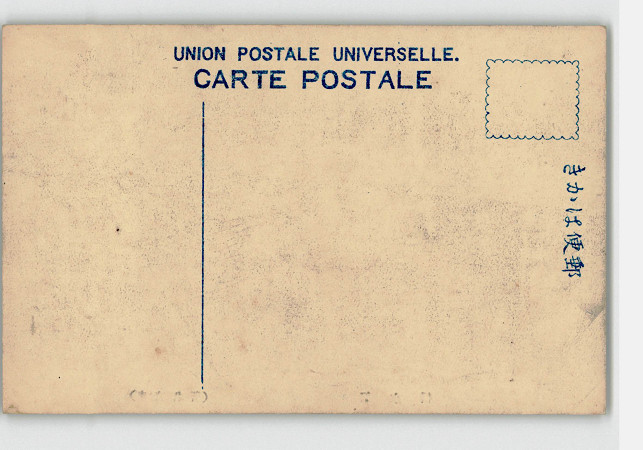 UNION POSTALE UNIVERSELLE.
CARTE POSTALE
きかは便郵